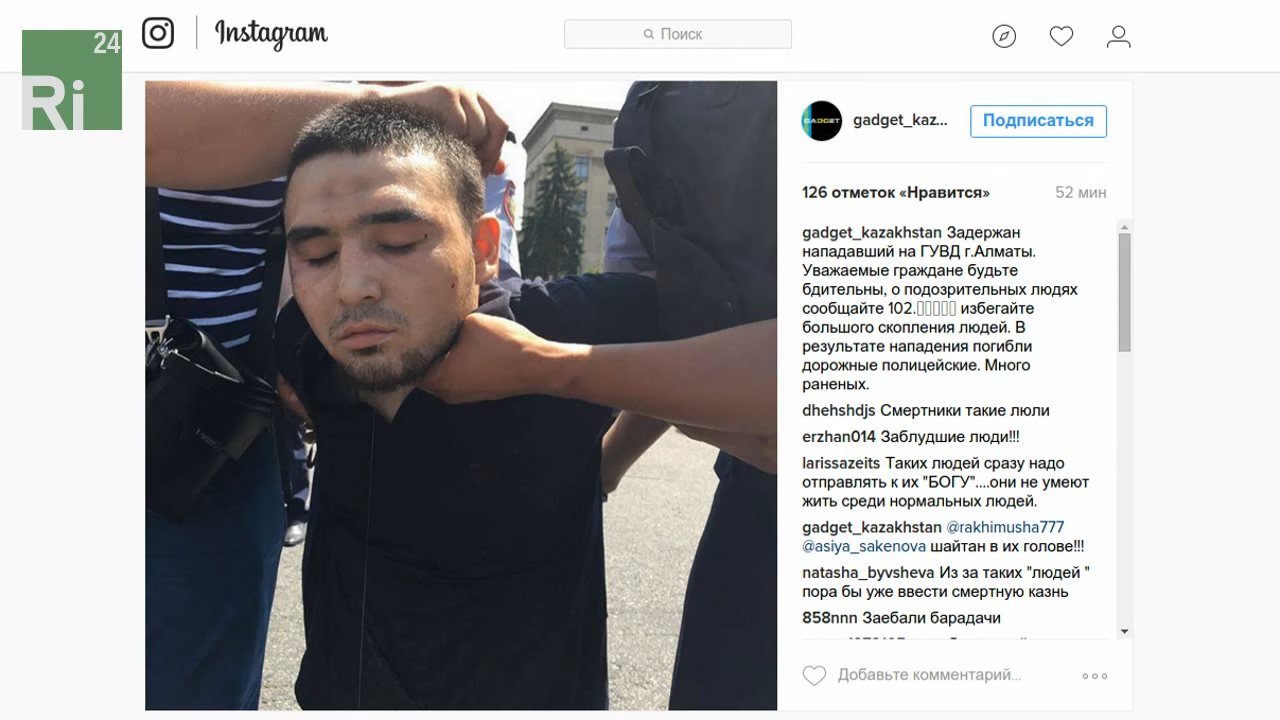 24
Ri
Instagram
Поиск
GADGET
gadget_kaz...
Подписаться
126 отметок «Нравится»
52 мин
gadget_kazakhstan Задержан
нападавший на ГУВД г.Алматы.
Уважаемые граждане будьте
бдительны, о подозрительных людях
сообщайте 102. избегайте
большого скопления людей. В
результате нападения погибли
дорожные полицейские. Много
раненых.
dhehshdjs Смертники такие люли
erzhan014 Заблудшие люди!!!
larissazeits Таких людей сразу надо
отправлять к их "БОГУ"....они не умеют
жить среди нормальных людей.
gadget_kazakhstan @rakhimusha777
@asiya_sakenova шайтан в их голове!!!
natasha_byvsheva Из за таких "людей "
пора бы уже ввести смертную казнь
858nnn Заебали барадачи
Добавьте комментарий...